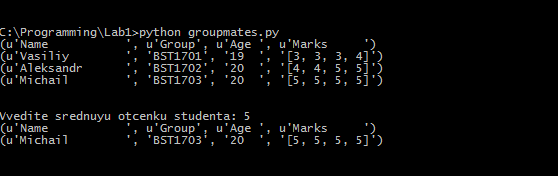 C:\Programming\Lab1>python groupmates.py
(u'Name           ', u'Group', u'Age ', u'Marks     ')
(u'Vasiliy        ', 'BST1701', '19  ', '[3, 3, 3, 4]')
(u'Aleksandr      ', 'BST1702', '20  ', '[4, 4, 5, 5]')
(u'Michail        ', 'BST1703', '20  ', '[5, 5, 5, 5]')
Vvedite srednuyu otcenku studenta: 5
(u'Name           ', u'Group', u'Age ', u'Marks     ')
(u'Michail        ', 'BST1703', '20  ', '[5, 5, 5, 5]')